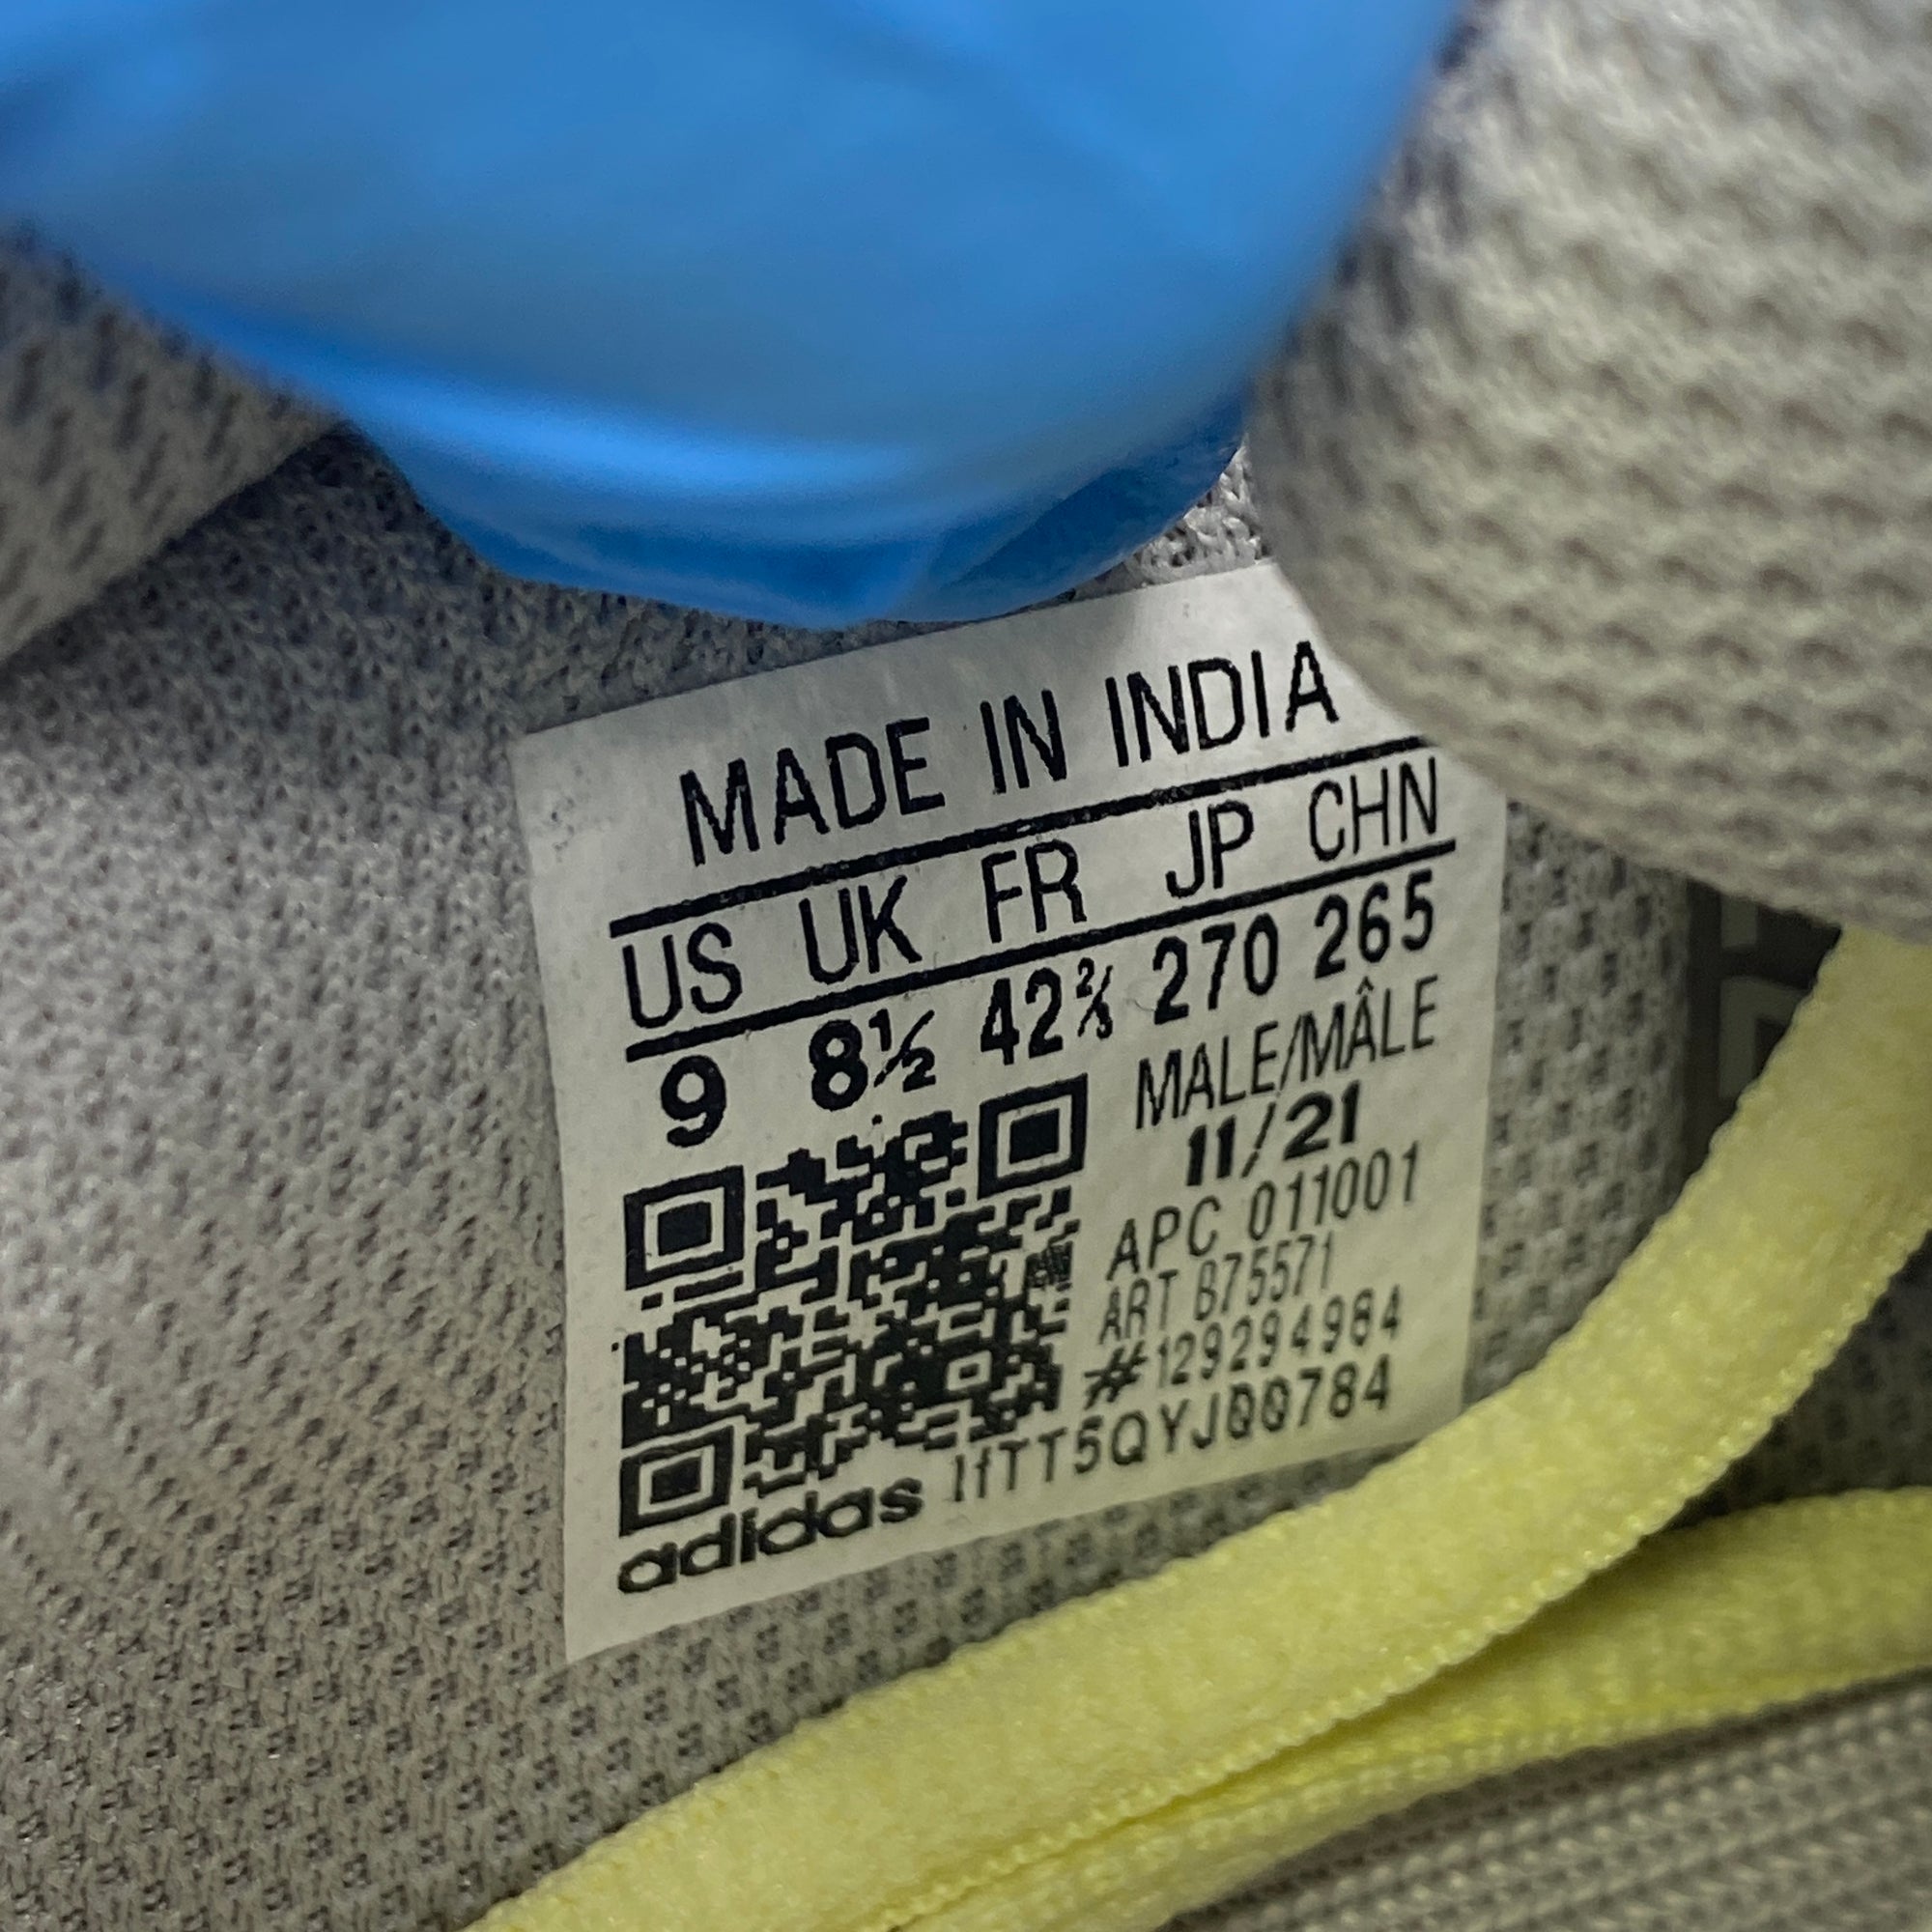 MADE IN INDIA
US UK FR JP CHN
9 8½ 42⅔ 270 265
MALE/MÂLE
11/21
APC 011001
ART B75571
#129294984
adidas 1fTT5QYJ00784